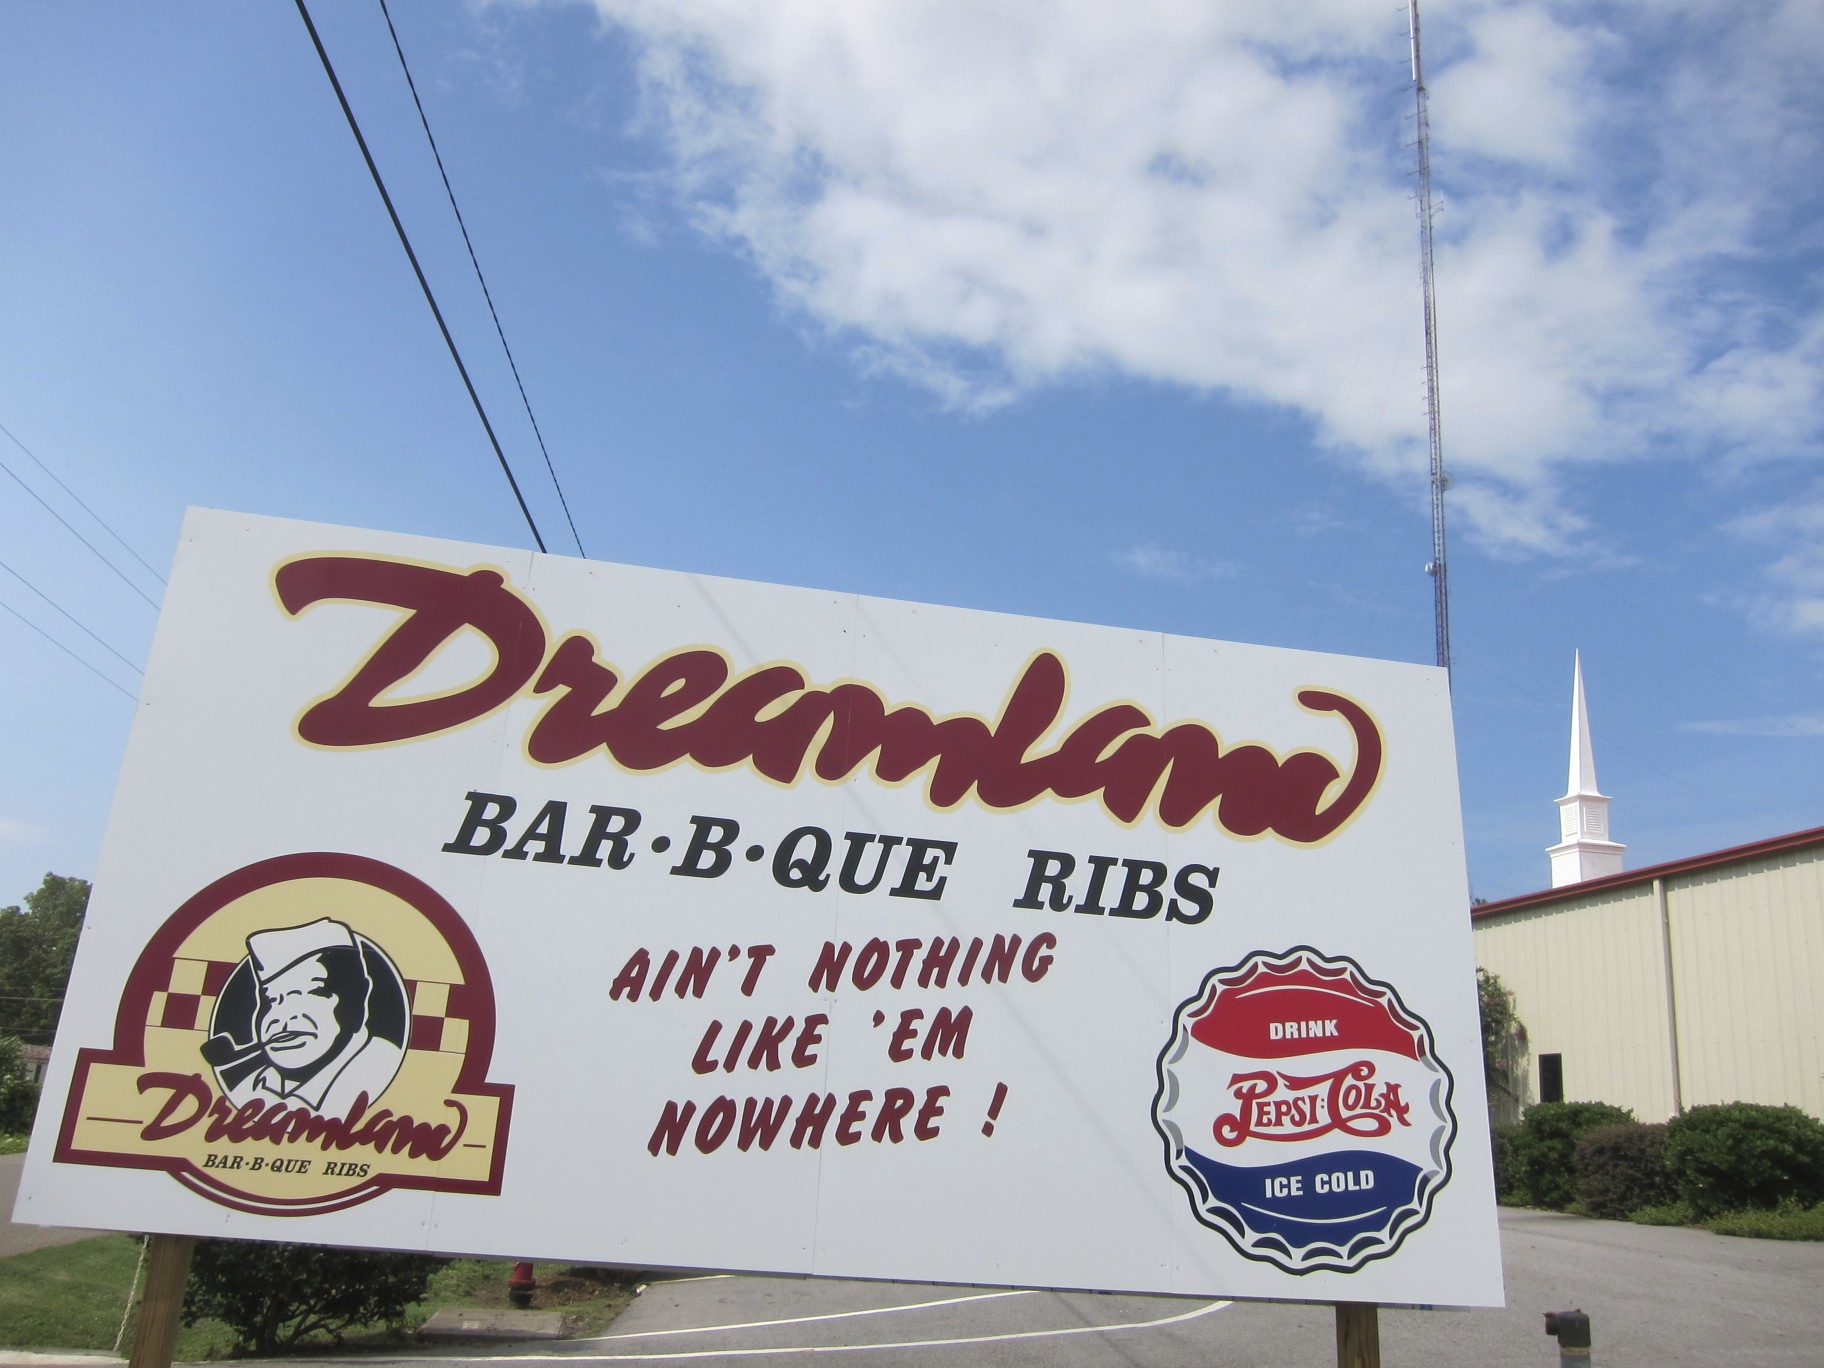 Dreamland
BAR·B·QUE RIBS
AIN'T NOTHING
LIKE 'EM
NOWHERE !
Dreamland
BAR·B·QUE RIBS
DRINK
PEPSI:COLA
ICE COLD